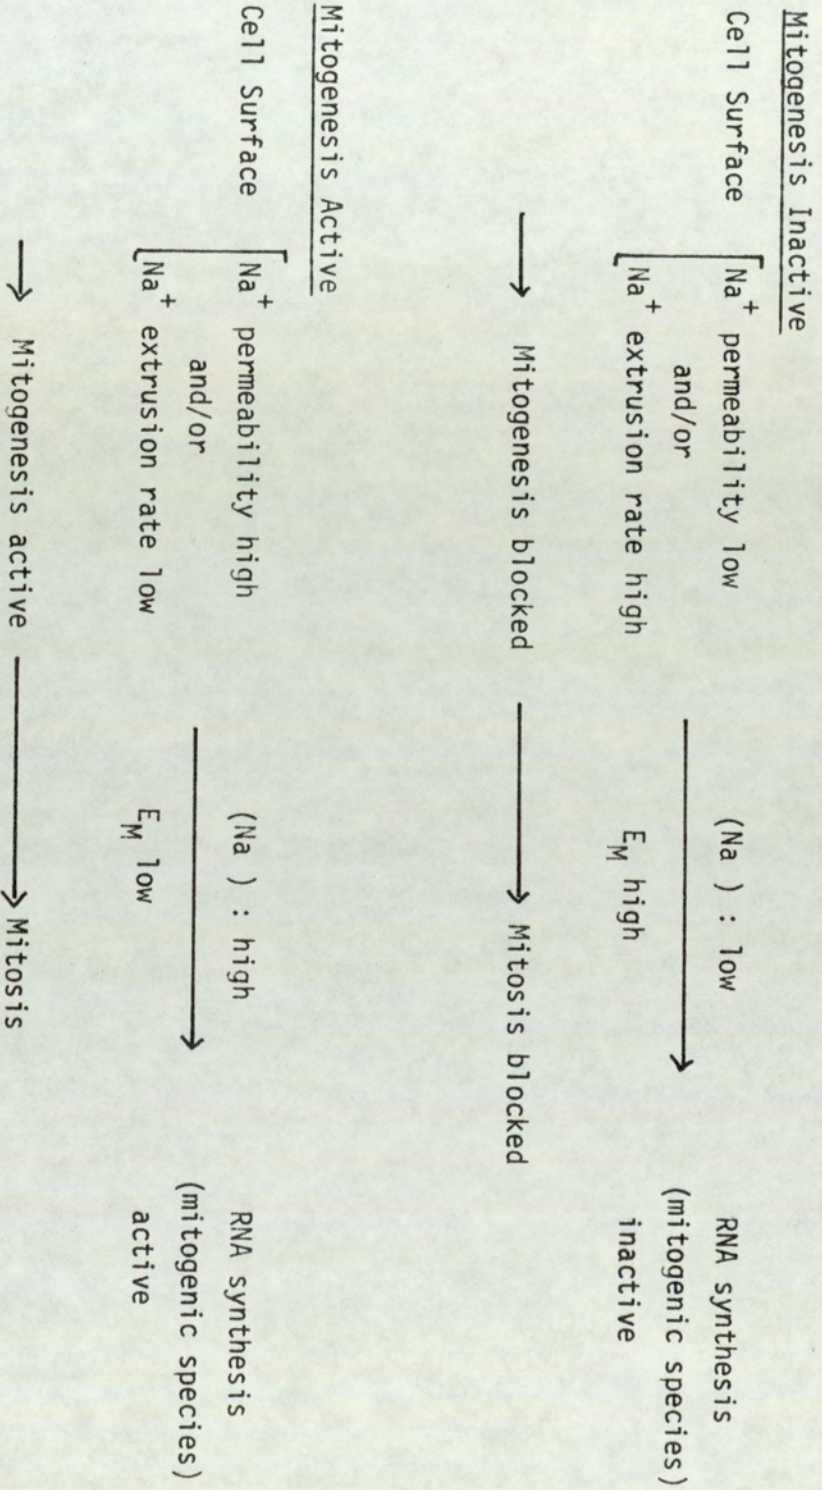 Mitogenesis Inactive
Cell Surface Na+ permeability low (Na ) : low RNA synthesis
and/or (mitogenic species)
Na+ extrusion rate high EM high inactive
→ Mitogenesis blocked → Mitosis blocked
Mitogenesis Active
Cell Surface Na+ permeability high (Na ) : high RNA synthesis
and/or (mitogenic species)
Na+ extrusion rate low EM low active
→ Mitogenesis active → Mitosis